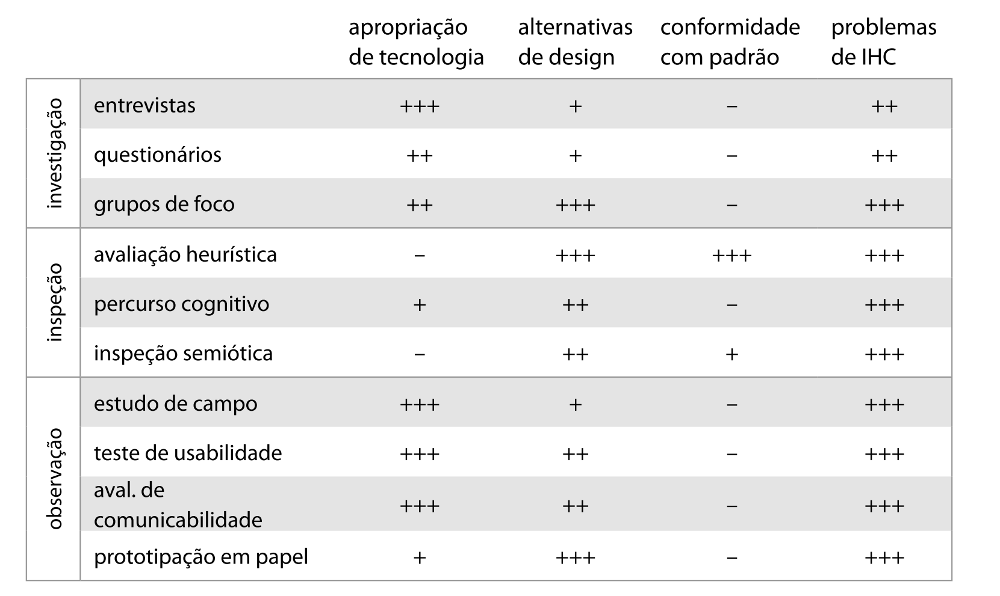 apropriação alternativas conformidade problemas
de tecnologia de design com padrão de IHC
investigação
entrevistas +++ + – ++
questionários ++ + – ++
grupos de foco ++ +++ – +++
inspeção
avaliação heurística – +++ +++ +++
percurso cognitivo + ++ – +++
inspeção semiótica – ++ + +++
observação
estudo de campo +++ + – +++
teste de usabilidade +++ ++ – +++
aval. de
comunicabilidade +++ ++ – +++
prototipação em papel + +++ – +++